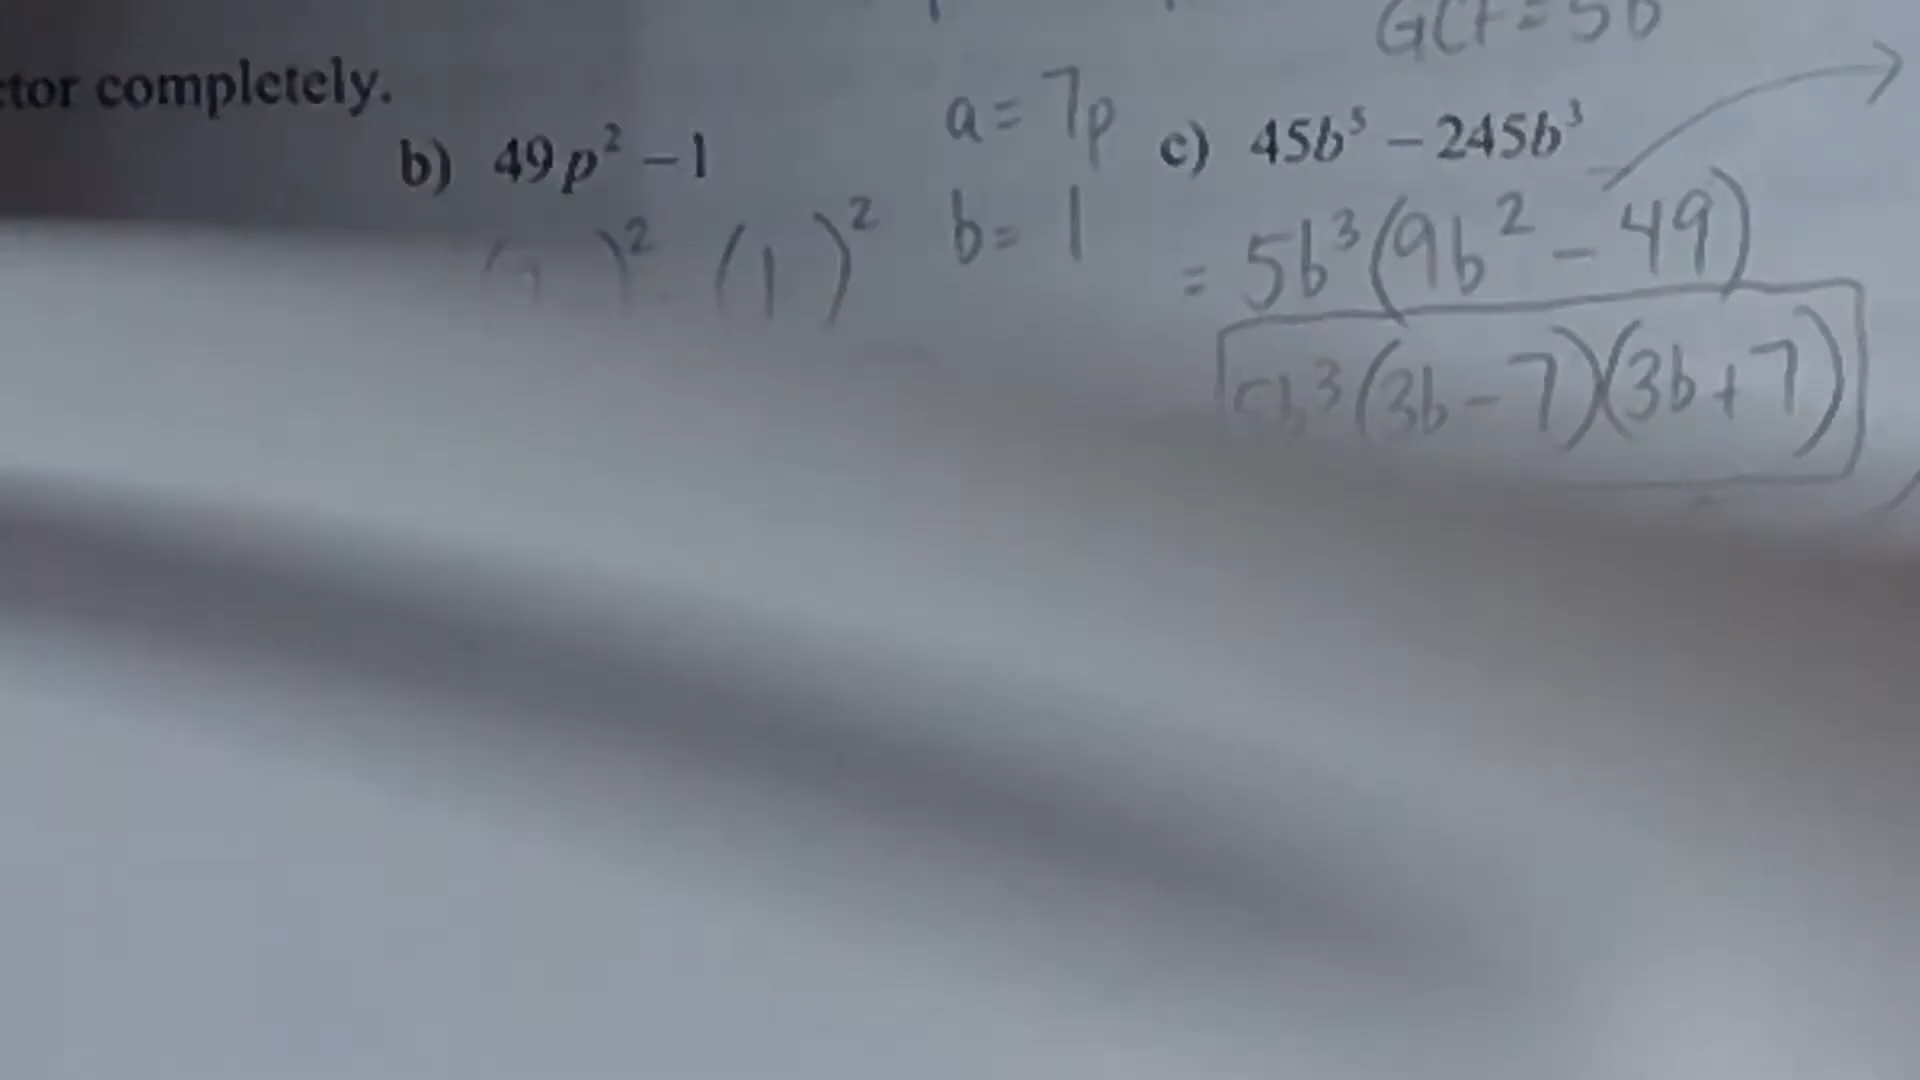 GCF = 5b
tor completely.
b) 49p² − 1
a = 7p
c) 45b⁵ − 245b³
( )² (1)²
b = 1
= 5b³(9b² − 49)
5b³(3b − 7)(3b + 7)